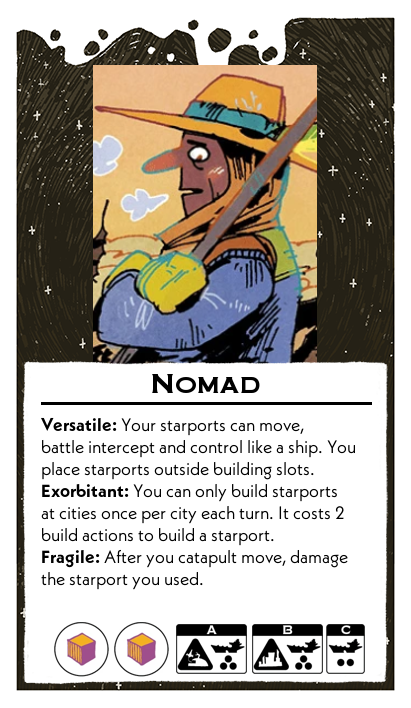 NOMAD
Versatile: Your starports can move,
battle intercept and control like a ship. You
place starports outside building slots.
Exorbitant: You can only build starports
at cities once per city each turn. It costs 2
build actions to build a starport.
Fragile: After you catapult move, damage
the starport you used.
A B C